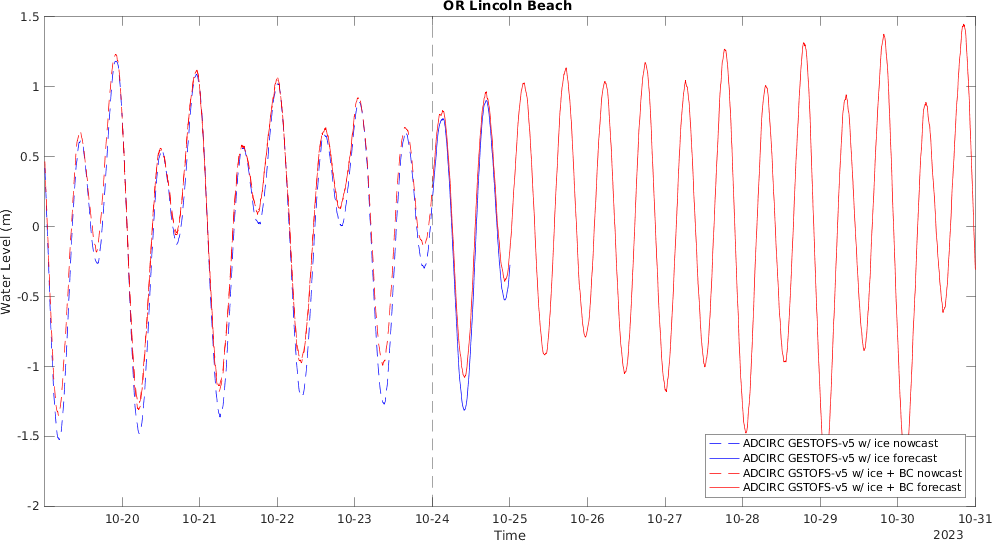 OR Lincoln Beach
1.5
1
0.5
0
-0.5
-1
-1.5
-2
Water Level (m)
ADCIRC GESTOFS-v5 w/ ice nowcast
ADCIRC GESTOFS-v5 w/ ice forecast
ADCIRC GSTOFS-v5 w/ ice + BC nowcast
ADCIRC GSTOFS-v5 w/ ice + BC forecast
10-20 10-21 10-22 10-23 10-24 10-25 10-26 10-27 10-28 10-29 10-30 10-31
Time
2023